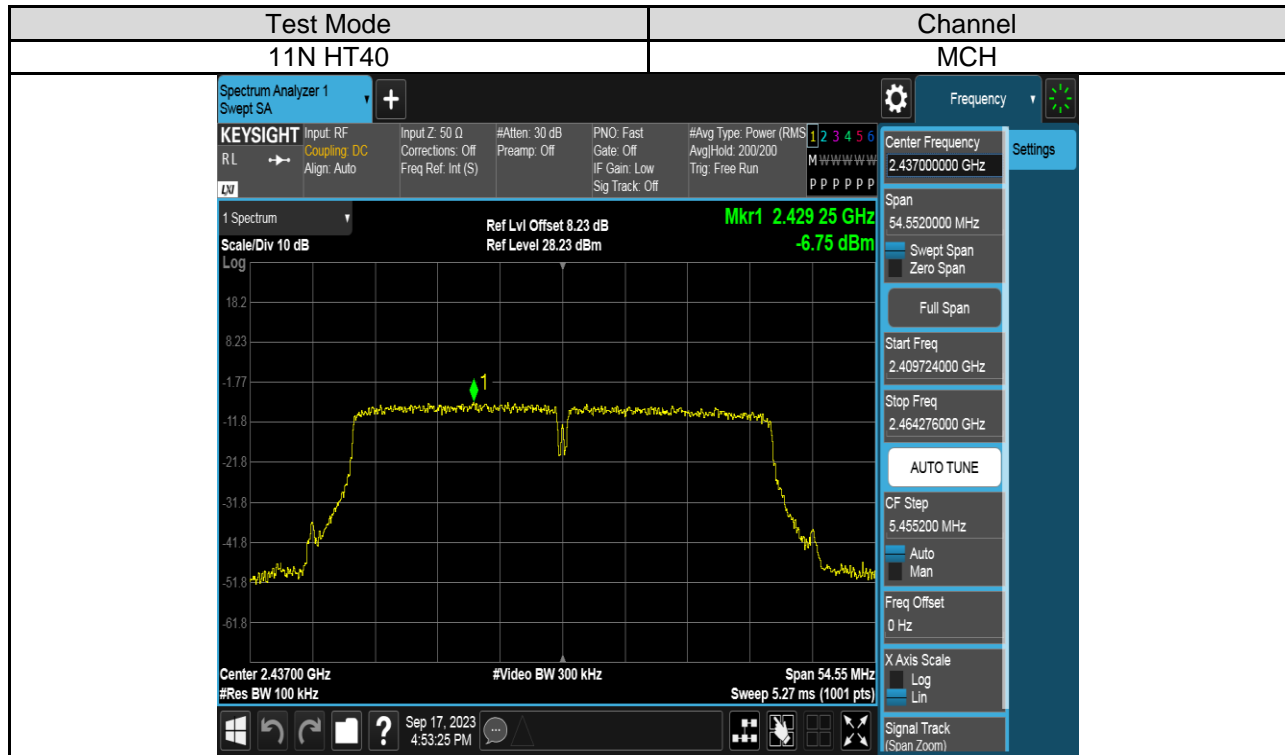 Test Mode Channel
11N HT40 MCH
Spectrum Analyzer 1
Swept SA
+
Frequency
KEYSIGHT
RL
LXI
Input: RF
Coupling: DC
Align: Auto
Input Z: 50 Ω
Corrections: Off
Freq Ref: Int (S)
#Atten: 30 dB
Preamp: Off
PNO: Fast
Gate: Off
IF Gain: Low
Sig Track: Off
#Avg Type: Power (RMS
Avg|Hold: 200/200
Trig: Free Run
1 2 3 4 5 6
M W W W W W
P P P P P P
1 Spectrum
Scale/Div 10 dB
Log
Ref Lvl Offset 8.23 dB
Ref Level 28.23 dBm
Mkr1 2.429 25 GHz
-6.75 dBm
18.2
8.23
-1.77
-11.8
-21.8
-31.8
-41.8
-51.8
-61.8
1
Center 2.43700 GHz
#Res BW 100 kHz
#Video BW 300 kHz
Span 54.55 MHz
Sweep 5.27 ms (1001 pts)
Sep 17, 2023
4:53:25 PM
?
Center Frequency
2.437000000 GHz
Settings
Span
54.5520000 MHz
Swept Span
Zero Span
Full Span
Start Freq
2.409724000 GHz
Stop Freq
2.464276000 GHz
AUTO TUNE
CF Step
5.455200 MHz
Auto
Man
Freq Offset
0 Hz
X Axis Scale
Log
Lin
Signal Track
(Span Zoom)